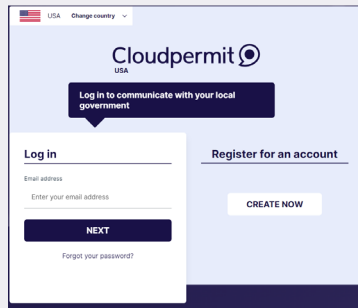 USA Change country
Cloudpermit
USA
Log in to communicate with your local
government
Log in
Email address
Enter your email address
NEXT
Forgot your password?
Register for an account
CREATE NOW